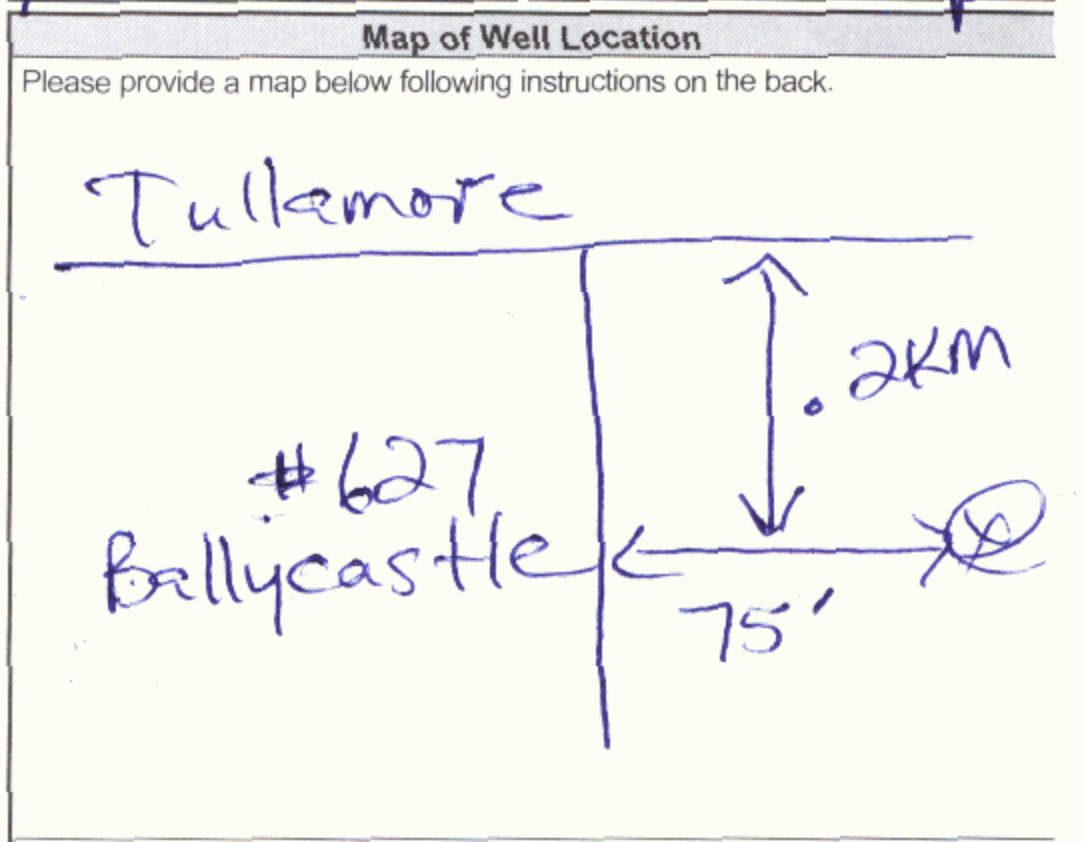 Map of Well Location
Please provide a map below following instructions on the back.
Tullamore
.2KM
#627
Ballycastle
75'